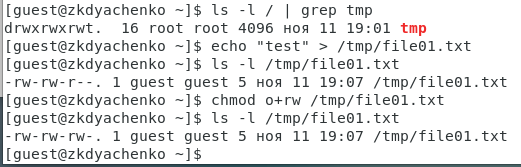 [guest@zkdyachenko ~]$ ls -l / | grep tmp
drwxrwxrwt.  16 root root 4096 ноя 11 19:01 tmp
[guest@zkdyachenko ~]$ echo "test" > /tmp/file01.txt
[guest@zkdyachenko ~]$ ls -l /tmp/file01.txt
-rw-rw-r--. 1 guest guest 5 ноя 11 19:07 /tmp/file01.txt
[guest@zkdyachenko ~]$ chmod o+rw /tmp/file01.txt
[guest@zkdyachenko ~]$ ls -l /tmp/file01.txt
-rw-rw-rw-. 1 guest guest 5 ноя 11 19:07 /tmp/file01.txt
[guest@zkdyachenko ~]$